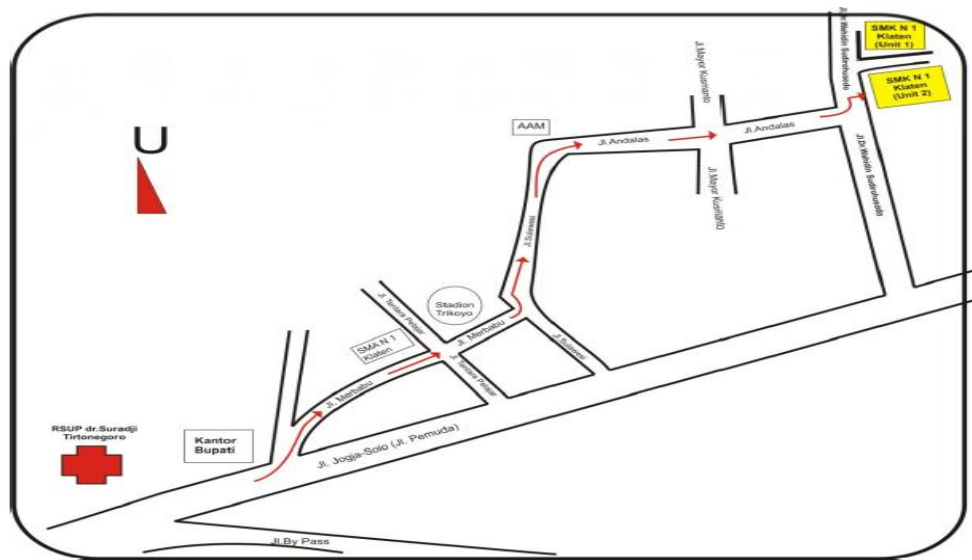 Jl.Dr.Wahidin Sudirohusodo
SMK N 1
Klaten
(Unit 1)
SMK N 1
Klaten
(Unit 2)
Jl.Mayor Kusmanto
AAM
Jl.Andalas
Jl.Andalas
U
Jl.Mayor Kusmanto
Jl.Dr.Wahidin Sudirohusodo
Jl.Sulawesi
Jl. Tentara Pelajar
Stadion
Trikoyo
Jl. Merbabu
SMA N 1
Klaten
Jl.Sulawesi
Jl Tentara Pelajar
Jl. Merbabu
RSUP dr.Suradji
Tirtonegoro
Kantor
Bupati
Jl. Jogja-Solo (Jl. Pemuda)
Jl.By Pass